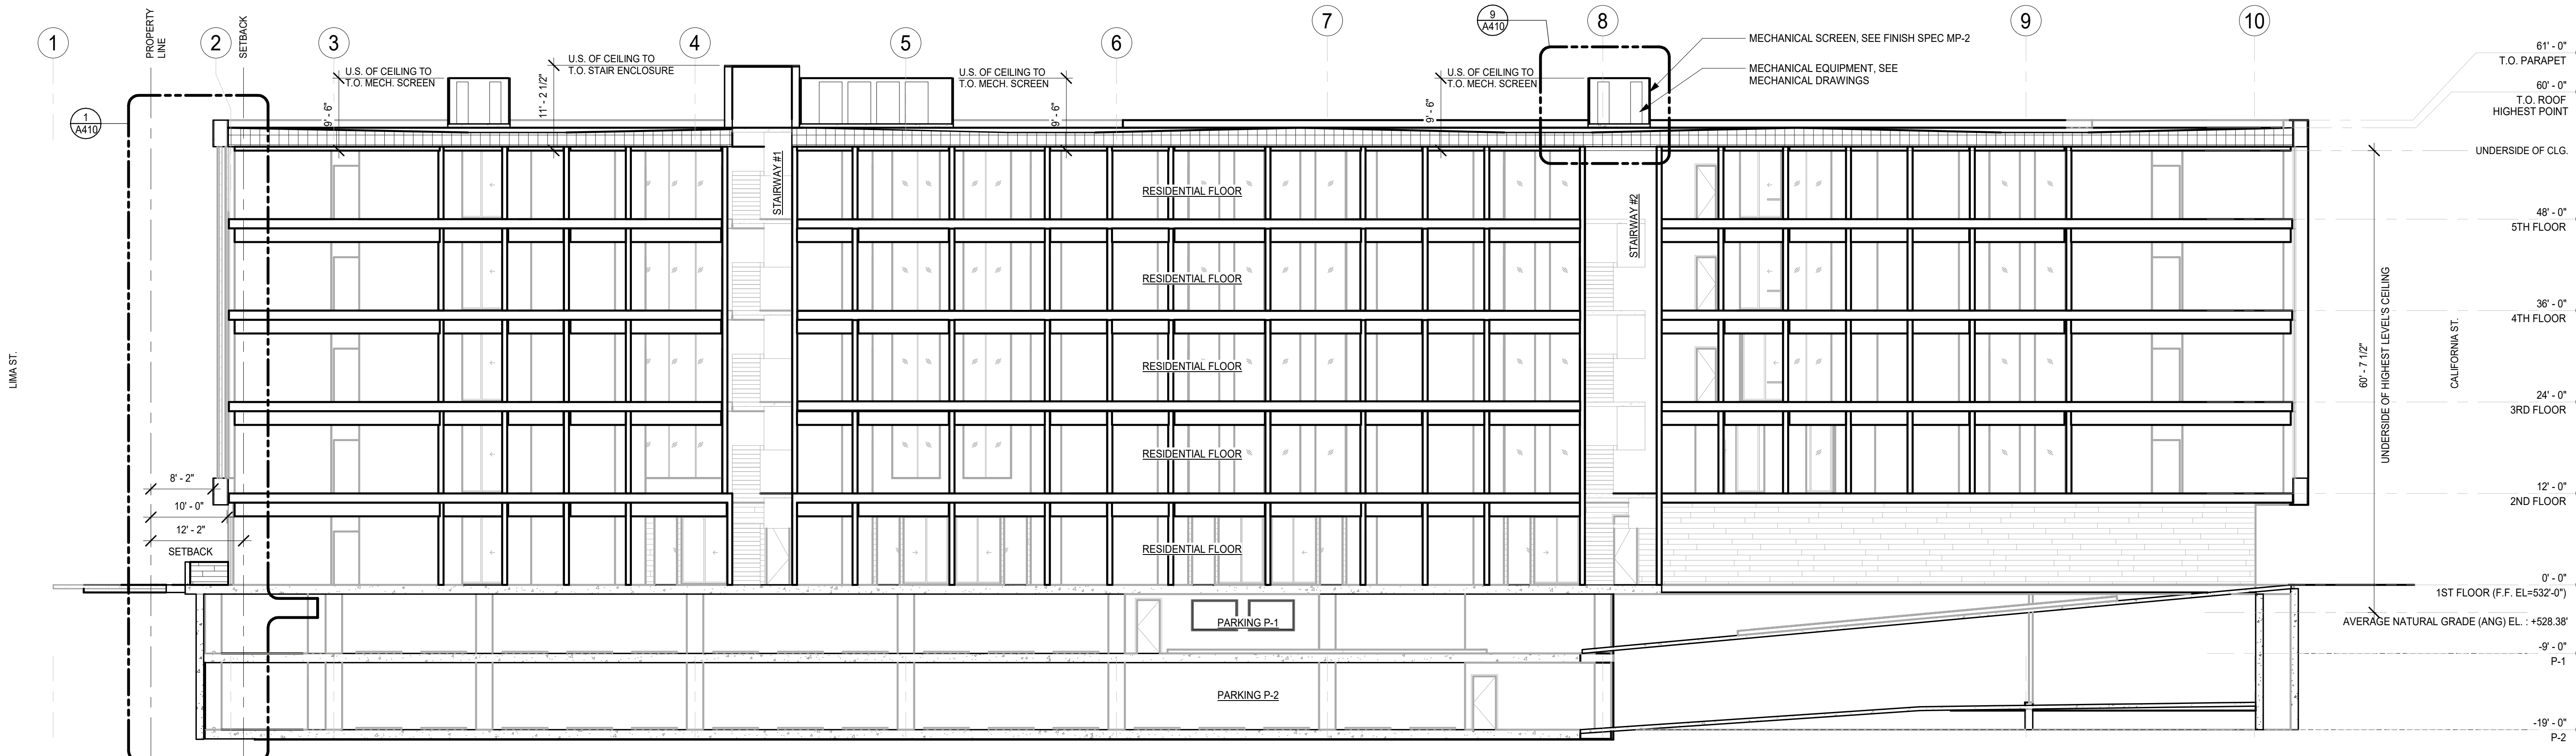 1
PROPERTY
LINE
2
SETBACK
3
4
5
6
7
9
A410
8
9
10
U.S. OF CEILING TO
T.O. MECH. SCREEN
9' - 6"
U.S. OF CEILING TO
T.O. STAIR ENCLOSURE
11' - 2 1/2"
U.S. OF CEILING TO
T.O. MECH. SCREEN
9' - 6"
U.S. OF CEILING TO
T.O. MECH. SCREEN
9' - 6"
MECHANICAL SCREEN, SEE FINISH SPEC MP-2
MECHANICAL EQUIPMENT, SEE
MECHANICAL DRAWINGS
61' - 0"
T.O. PARAPET
60' - 0"
T.O. ROOF
HIGHEST POINT
1
A410
UNDERSIDE OF CLG.
STAIRWAY #1
RESIDENTIAL FLOOR
STAIRWAY #2
48' - 0"
5TH FLOOR
RESIDENTIAL FLOOR
36' - 0"
4TH FLOOR
LIMA ST.
RESIDENTIAL FLOOR
60' - 7 1/2"
UNDERSIDE OF HIGHEST LEVEL'S CEILING
CALIFORNIA ST.
24' - 0"
3RD FLOOR
RESIDENTIAL FLOOR
8' - 2"
10' - 0"
12' - 2"
SETBACK
12' - 0"
2ND FLOOR
RESIDENTIAL FLOOR
0' - 0"
1ST FLOOR (F.F. EL=532'-0")
PARKING P-1
AVERAGE NATURAL GRADE (ANG) EL. : +528.38'
-9' - 0"
P-1
PARKING P-2
-19' - 0"
P-2